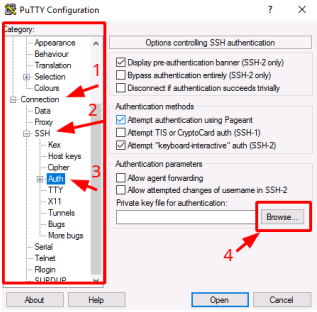 PuTTY Configuration
?
Category:
Appearance
Behaviour
Translation
Selection
Colours
Connection
Data
Proxy
SSH
Kex
Host keys
Cipher
Auth
TTY
X11
Tunnels
Bugs
More bugs
Serial
Telnet
Rlogin
SUPDUP
1
2
3
Options controlling SSH authentication
Display pre-authentication banner (SSH-2 only)
Bypass authentication entirely (SSH-2 only)
Disconnect if authentication succeeds trivially
Authentication methods
Attempt authentication using Pageant
Attempt TIS or CryptoCard auth (SSH-1)
Attempt "keyboard-interactive" auth (SSH-2)
Authentication parameters
Allow agent forwarding
Allow attempted changes of username in SSH-2
Private key file for authentication:
Browse...
4
About
Help
Open
Cancel